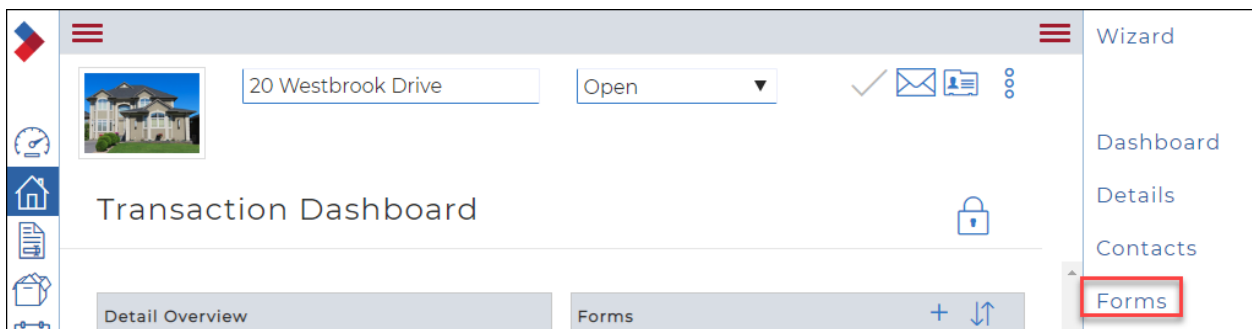 Wizard
20 Westbrook Drive
Open
Dashboard
Transaction Dashboard
Details
Contacts
Forms
Detail Overview
Forms